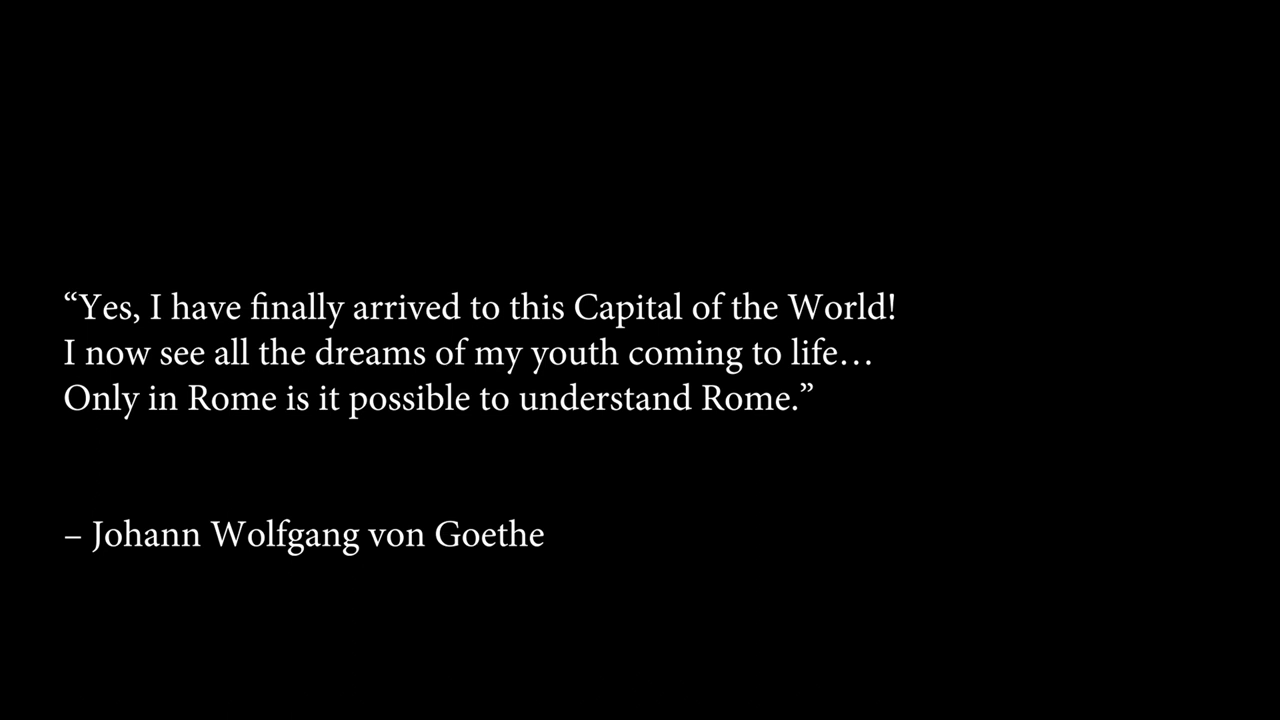 “Yes, I have finally arrived to this Capital of the World!
I now see all the dreams of my youth coming to life…
Only in Rome is it possible to understand Rome.”
– Johann Wolfgang von Goethe